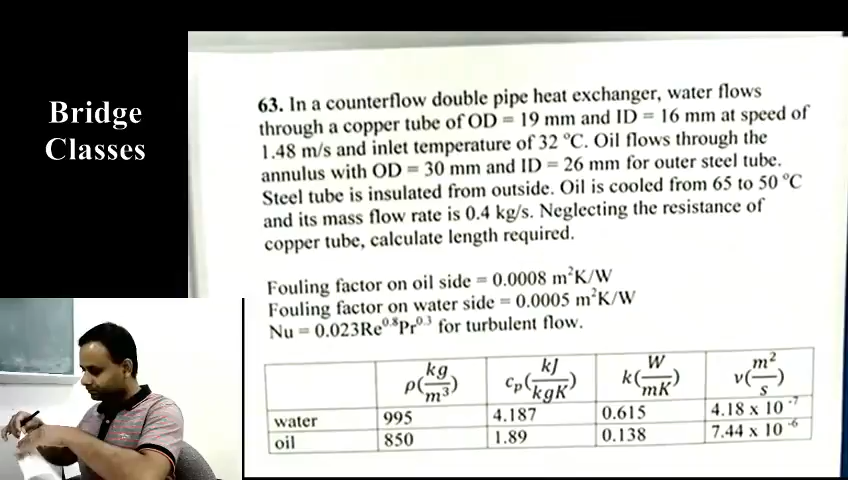 Bridge
Classes
63. In a counterflow double pipe heat exchanger, water flows
through a copper tube of OD = 19 mm and ID = 16 mm at speed of
1.48 m/s and inlet temperature of 32 °C. Oil flows through the
annulus with OD = 30 mm and ID = 26 mm for outer steel tube.
Steel tube is insulated from outside. Oil is cooled from 65 to 50 °C
and its mass flow rate is 0.4 kg/s. Neglecting the resistance of
copper tube, calculate length required.
Fouling factor on oil side = 0.0008 m²K/W
Fouling factor on water side = 0.0005 m²K/W
Nu = 0.023Re^0.8Pr^0.3 for turbulent flow.
ρ(kg/m³) c_p(kJ/kgK) k(W/mK) ν(m²/s)
water 995 4.187 0.615 4.18 x 10^-7
oil 850 1.89 0.138 7.44 x 10^-6